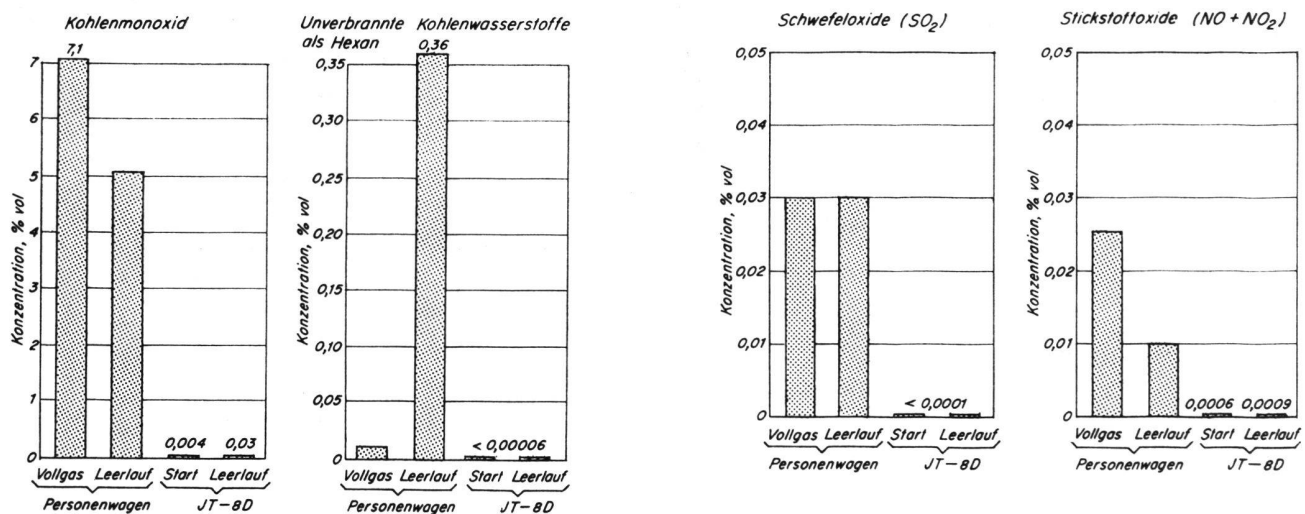 Kohlenmonoxid
7,1
7
6
5
4
3
2
1
0
Konzentration, % vol
0,004
0,03
Vollgas Leerlauf Start Leerlauf
Personenwagen JT-8D
Unverbrannte Kohlenwasserstoffe
als Hexan
0,36
0,35
0,30
0,25
0,20
0,15
0,10
0,05
0
Konzentration, % vol
< 0,00006
Vollgas Leerlauf Start Leerlauf
Personenwagen JT-8D
Schwefeloxide (SO2)
0,05
0,04
0,03
0,02
0,01
0
Konzentration, % vol
< 0,0001
Vollgas Leerlauf Start Leerlauf
Personenwagen JT-8D
Stickstoffoxide (NO + NO2)
0,05
0,04
0,03
0,02
0,01
0
Konzentration, % vol
0,0006 0,0009
Vollgas Leerlauf Start Leerlauf
Personenwagen JT-8D